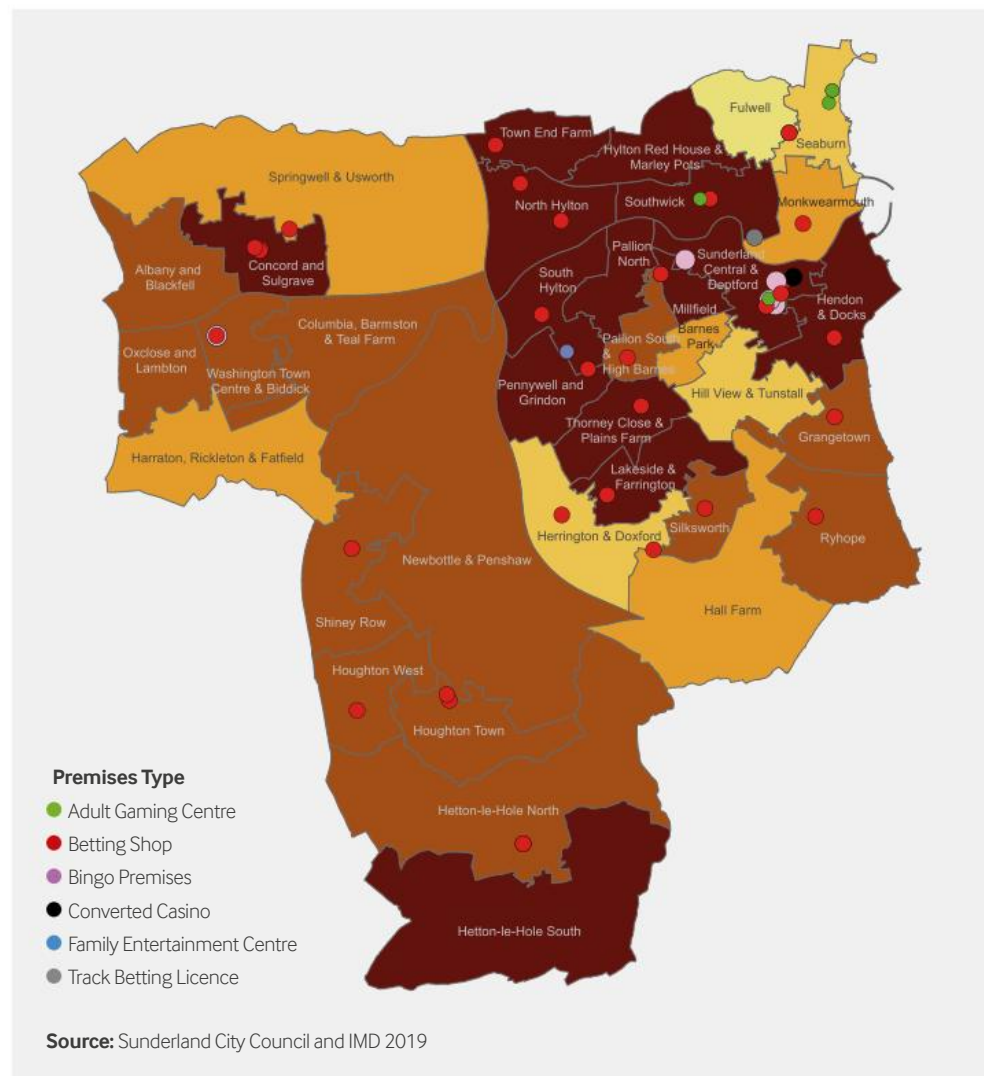 Fulwell
Seaburn
Town End Farm
Hylton Red House &
Marley Pots
Springwell & Usworth
North Hylton
Southwick
Monkwearmouth
Concord and
Sulgrave
Albany and
Blackfell
South
Hylton
Pallion
North
Sunderland
Central &
Deptford
Millfield
Hendon
& Docks
Columbia, Barmston
& Teal Farm
Oxclose and
Lambton
Washington Town
Centre & Biddick
Barnes
Park
Pallion South
&
High Barnes
Pennywell and
Grindon
Hill View & Tunstall
Thorney Close &
Plains Farm
Grangetown
Harraton, Rickleton & Fatfield
Lakeside &
Farrington
Herrington & Doxford
Silksworth
Ryhope
Newbottle & Penshaw
Hall Farm
Shiney Row
Houghton West
Houghton Town
Hetton-le-Hole North
Hetton-le-Hole South
Premises Type
Adult Gaming Centre
Betting Shop
Bingo Premises
Converted Casino
Family Entertainment Centre
Track Betting Licence
Source: Sunderland City Council and IMD 2019